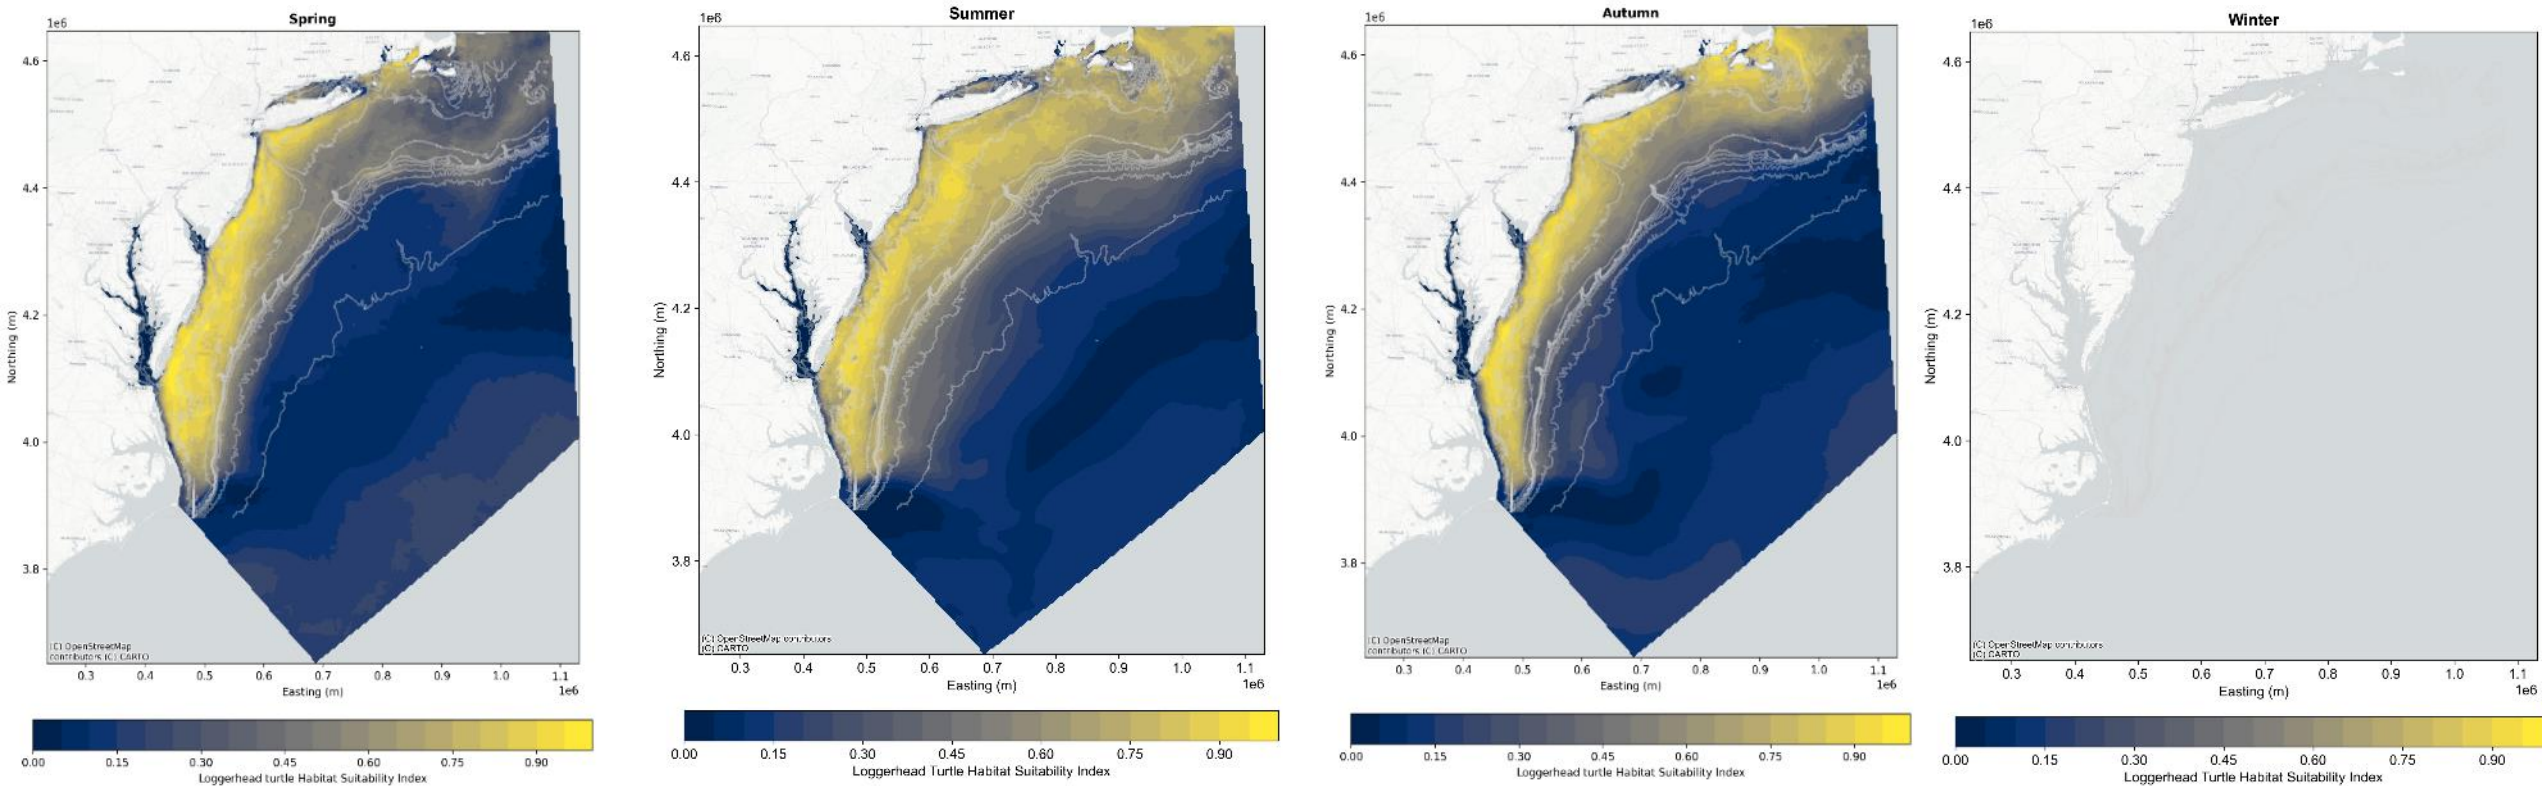 Spring
1e6
4.6
4.4
4.2
4.0
3.8
Northing (m)
(C) OpenStreetMap
contributors (C) CARTO
0.3 0.4 0.5 0.6 0.7 0.8 0.9 1.0 1.1
1e6
Easting (m)
0.00 0.15 0.30 0.45 0.60 0.75 0.90
Loggerhead turtle Habitat Suitability Index
Summer
1e6
4.6
4.4
4.2
4.0
3.8
Northing (m)
(C) OpenStreetMap contributors
(C) CARTO
0.3 0.4 0.5 0.6 0.7 0.8 0.9 1.0 1.1
Easting (m)
1e6
0.00 0.15 0.30 0.45 0.60 0.75 0.90
Loggerhead Turtle Habitat Suitability Index
Autumn
1e6
4.6
4.4
4.2
4.0
3.8
Northing (m)
(C) OpenStreetMap
contributors (C) CARTO
0.3 0.4 0.5 0.6 0.7 0.8 0.9 1.0 1.1
Easting (m)
1e6
0.00 0.15 0.30 0.45 0.60 0.75 0.90
Loggerhead turtle Habitat Suitability Index
Winter
1e6
4.6
4.4
4.2
4.0
3.8
Northing (m)
(C) OpenStreetMap contributors
(C) CARTO
0.3 0.4 0.5 0.6 0.7 0.8 0.9 1.0 1.1
Easting (m)
1e6
0.00 0.15 0.30 0.45 0.60 0.75 0.90
Loggerhead Turtle Habitat Suitability Index